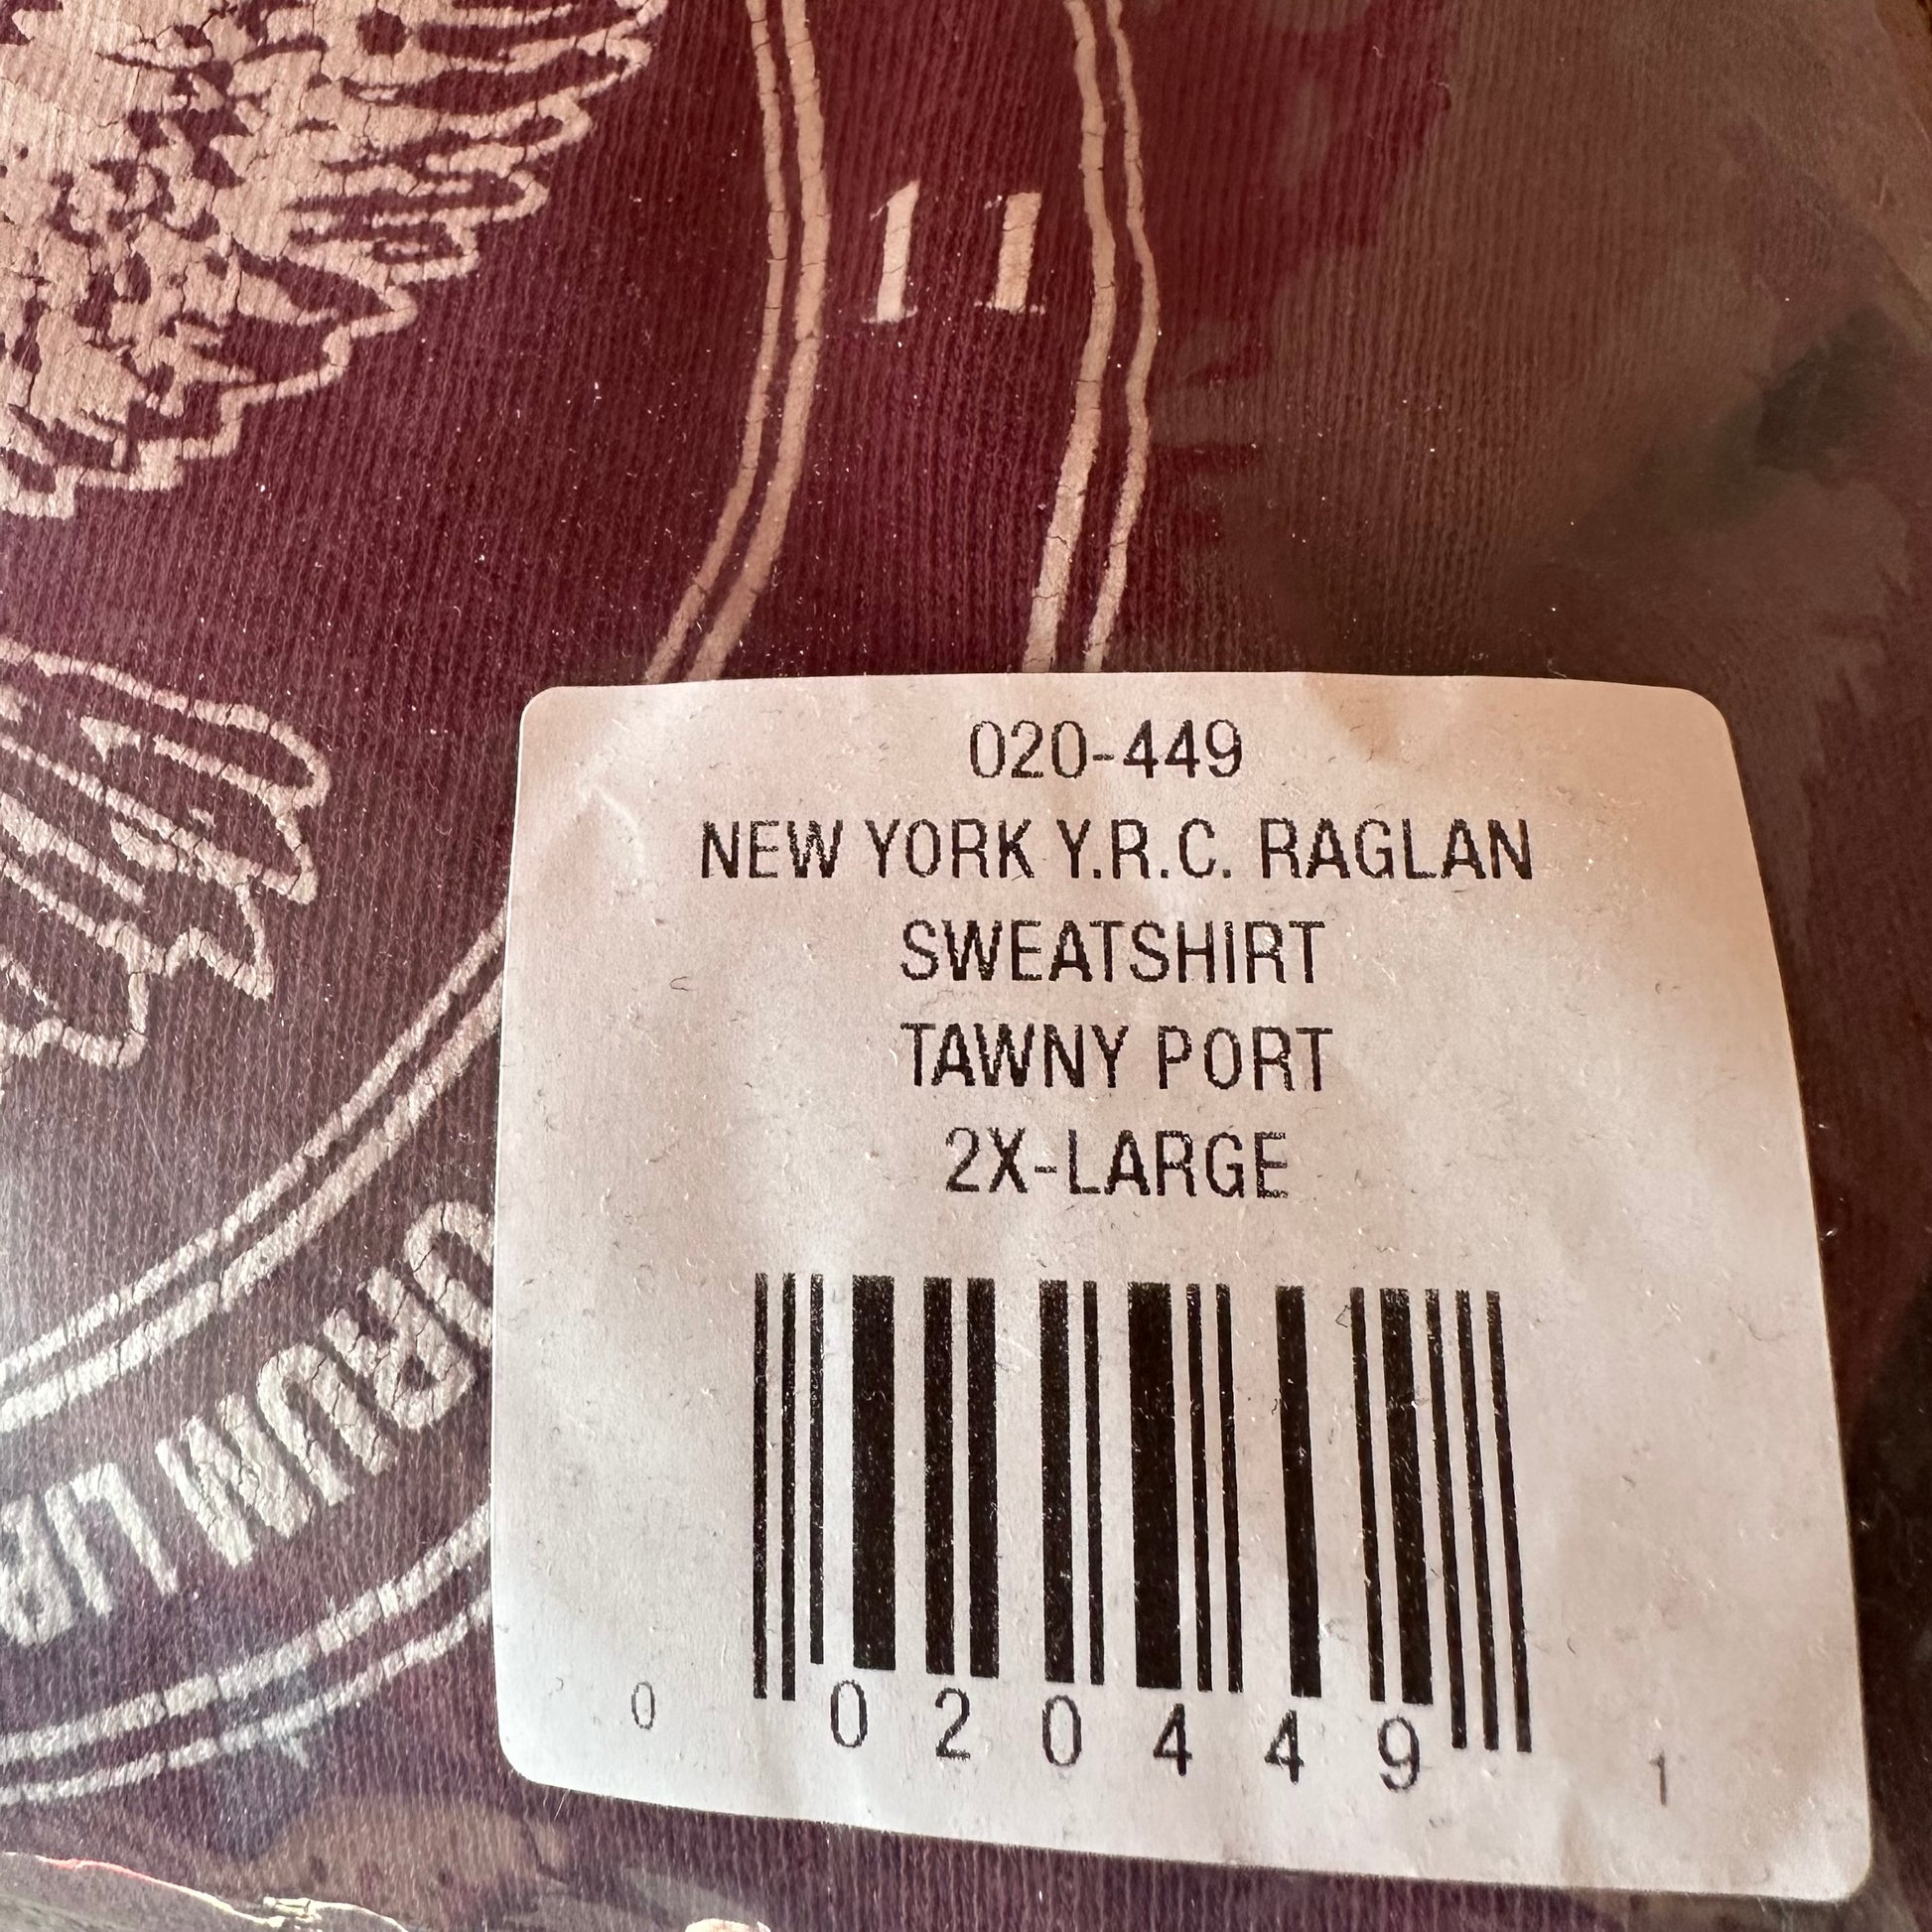 11
020-449
NEW YORK Y.R.C. RAGLAN
SWEATSHIRT
TAWNY PORT
2X-LARGE
0 020449 1